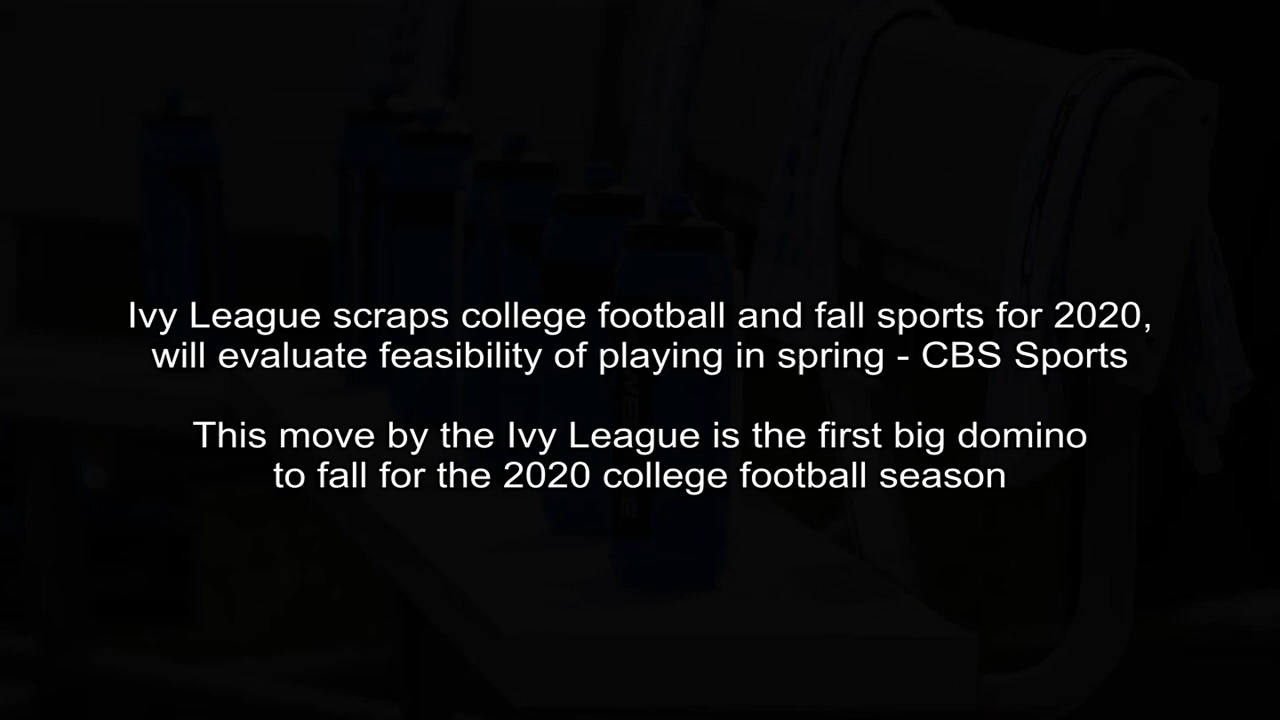 Ivy League scraps college football and fall sports for 2020,
will evaluate feasibility of playing in spring - CBS Sports
This move by the Ivy League is the first big domino
to fall for the 2020 college football season